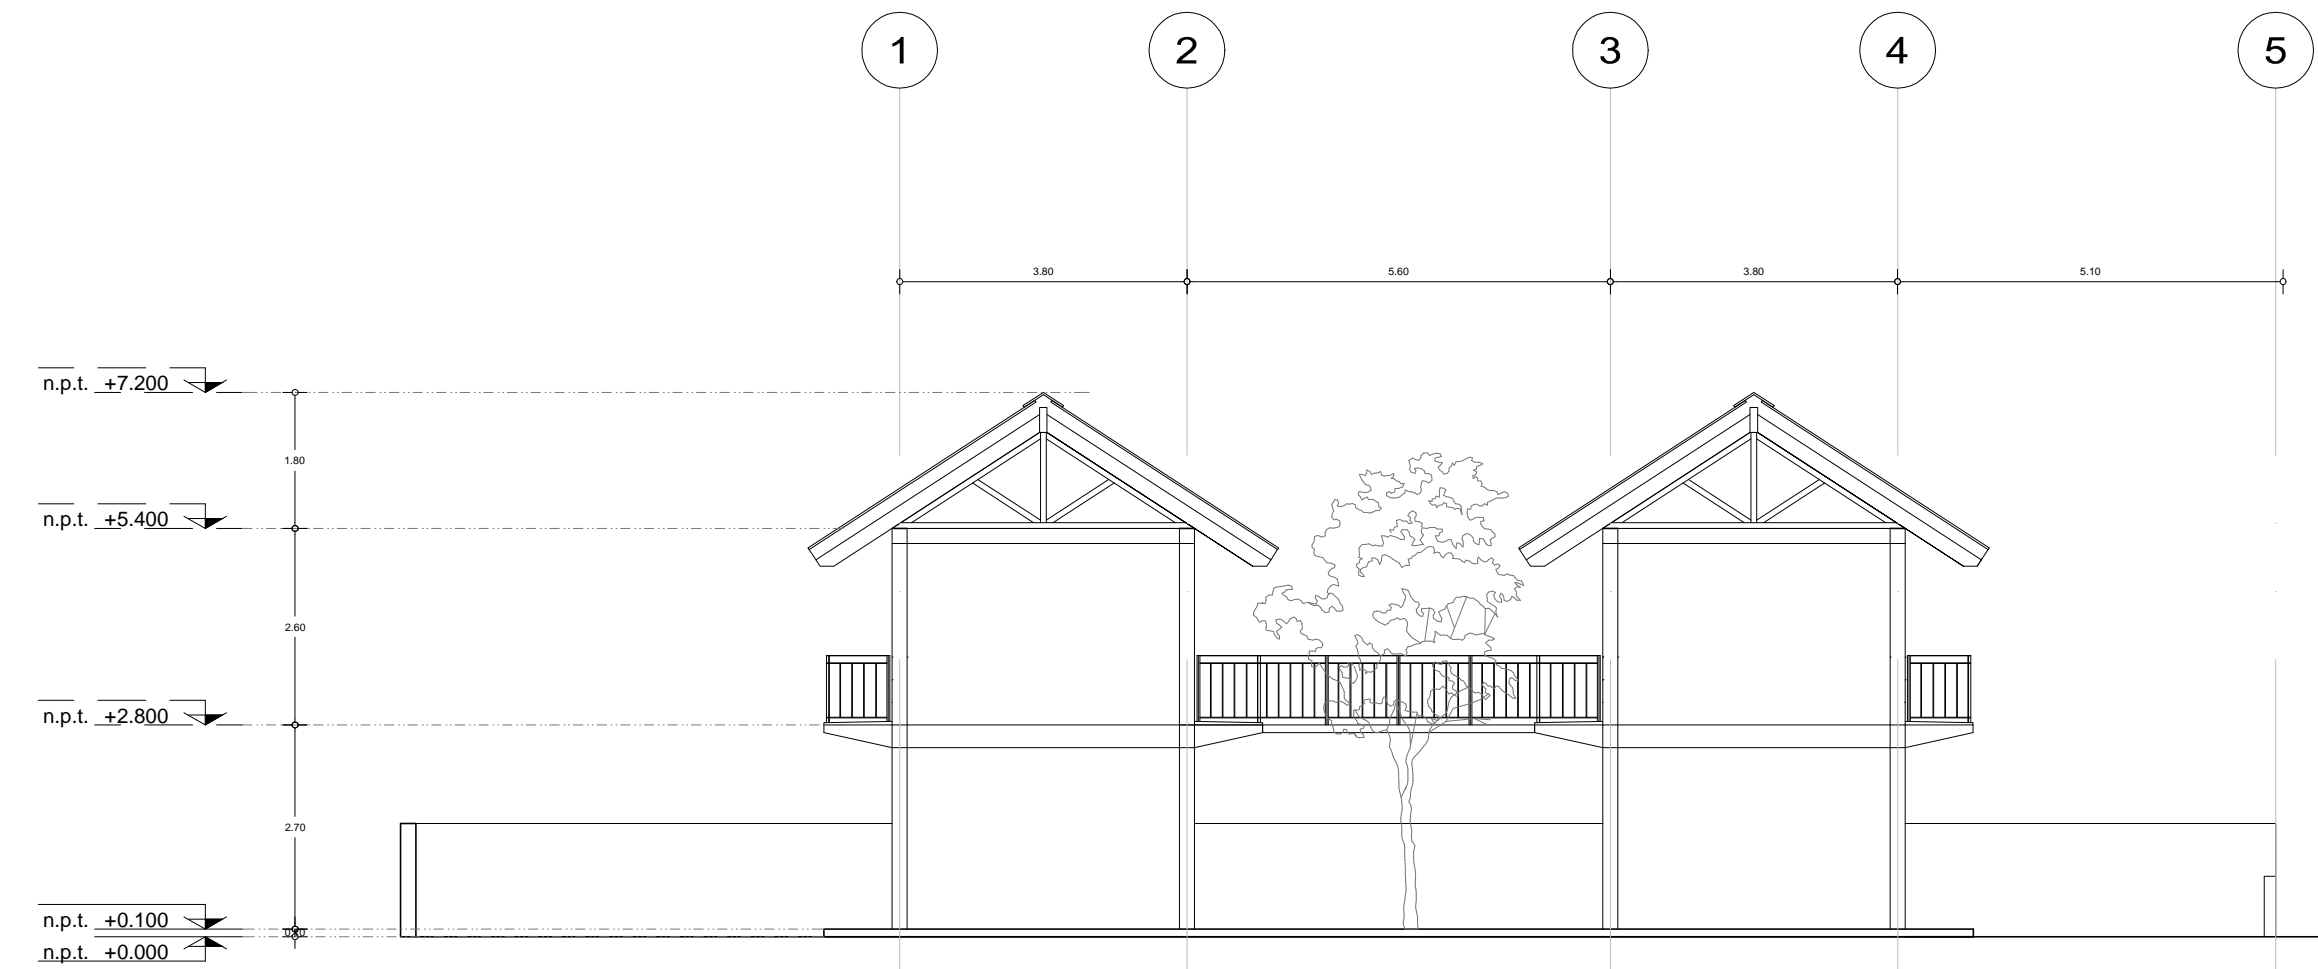 1 2 3 4 5
3.80 5.60 3.80 5.10
n.p.t. +7.200
1.80
n.p.t. +5.400
2.60
n.p.t. +2.800
2.70
n.p.t. +0.100
n.p.t. +0.000